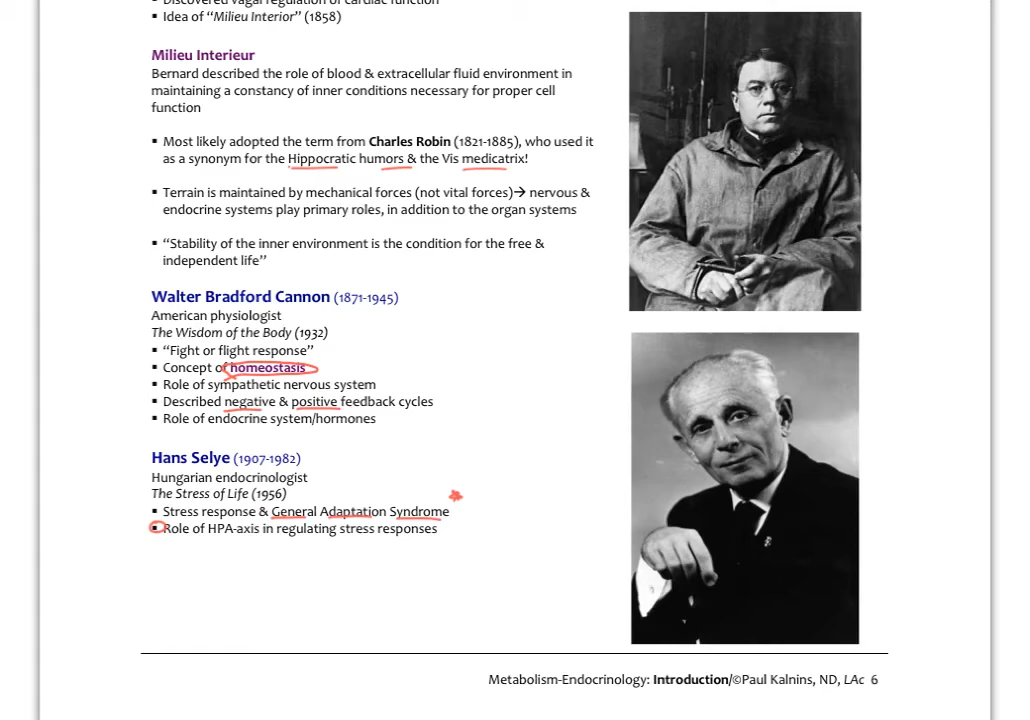 Discovered vagal regulation of cardiac function
▪ Idea of “Milieu Interior” (1858)
Milieu Interieur
Bernard described the role of blood & extracellular fluid environment in
maintaining a constancy of inner conditions necessary for proper cell
function
▪ Most likely adopted the term from Charles Robin (1821-1885), who used it
as a synonym for the Hippocratic humors & the Vis medicatrix!
▪ Terrain is maintained by mechanical forces (not vital forces)→ nervous &
endocrine systems play primary roles, in addition to the organ systems
▪ “Stability of the inner environment is the condition for the free &
independent life”
Walter Bradford Cannon (1871-1945)
American physiologist
The Wisdom of the Body (1932)
▪ “Fight or flight response”
▪ Concept of homeostasis
▪ Role of sympathetic nervous system
▪ Described negative & positive feedback cycles
▪ Role of endocrine system/hormones
Hans Selye (1907-1982)
Hungarian endocrinologist
The Stress of Life (1956)
▪ Stress response & General Adaptation Syndrome
▪ Role of HPA-axis in regulating stress responses
Metabolism-Endocrinology: Introduction/©Paul Kalnins, ND, LAc 6